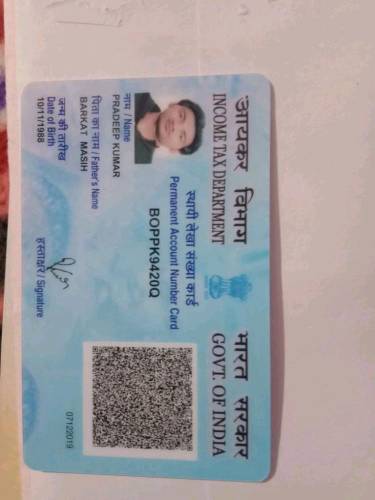 आयकर विभाग
INCOME TAX DEPARTMENT
भारत सरकार
GOVT. OF INDIA
स्थायी लेखा संख्या कार्ड
Permanent Account Number Card
BOPPK9420Q
नाम / Name
PRADEEP KUMAR
पिता का नाम / Father's Name
BARKAT MASIH
जन्म की तारीख
Date of Birth
10/11/1988
हस्ताक्षर / Signature
07122019